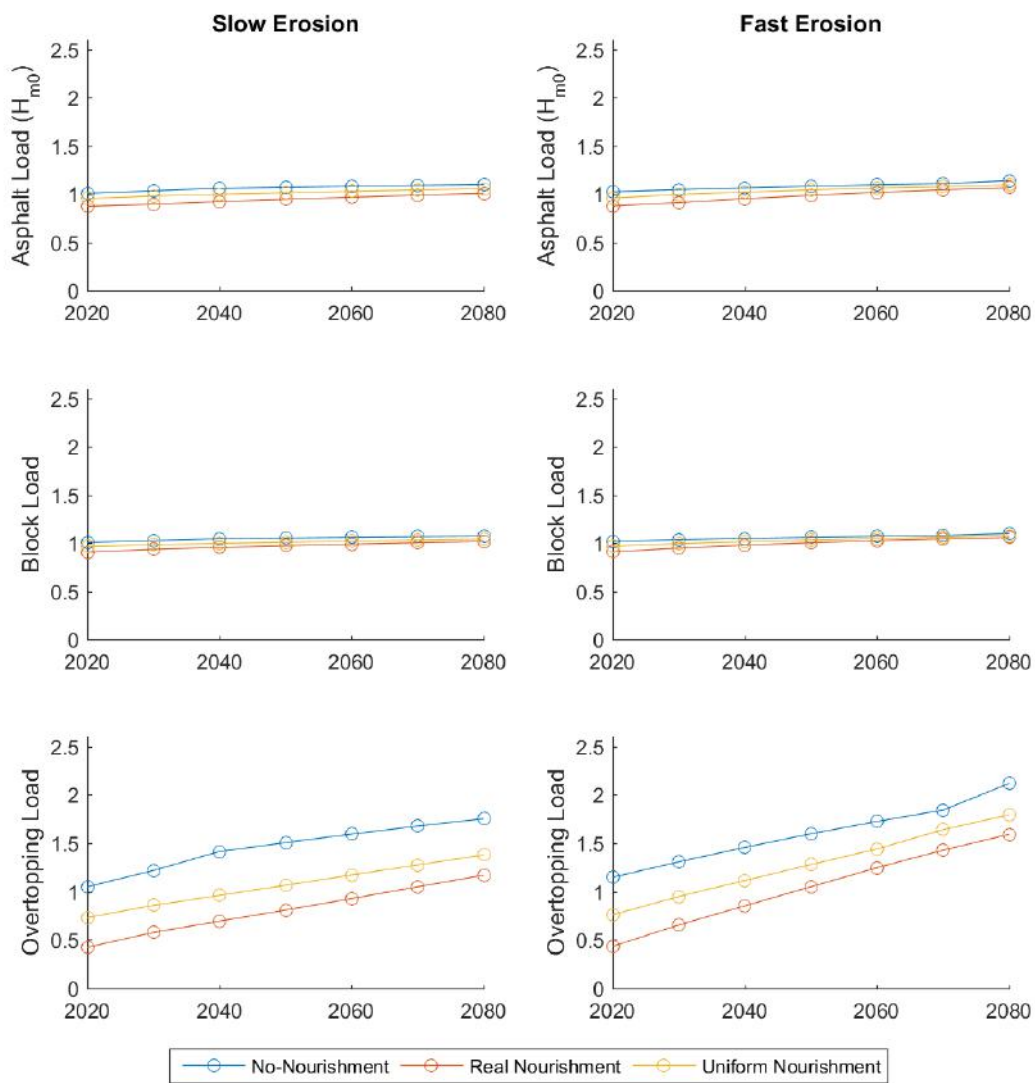 Slow Erosion
Fast Erosion
Asphalt Load (Hm0)
2.5
2
1.5
1
0.5
0
2020 2040 2060 2080
Asphalt Load (Hm0)
2.5
2
1.5
1
0.5
0
2020 2040 2060 2080
Block Load
2.5
2
1.5
1
0.5
0
2020 2040 2060 2080
Block Load
2.5
2
1.5
1
0.5
0
2020 2040 2060 2080
Overtopping Load
2.5
2
1.5
1
0.5
0
2020 2040 2060 2080
Overtopping Load
2.5
2
1.5
1
0.5
0
2020 2040 2060 2080
No-Nourishment Real Nourishment Uniform Nourishment